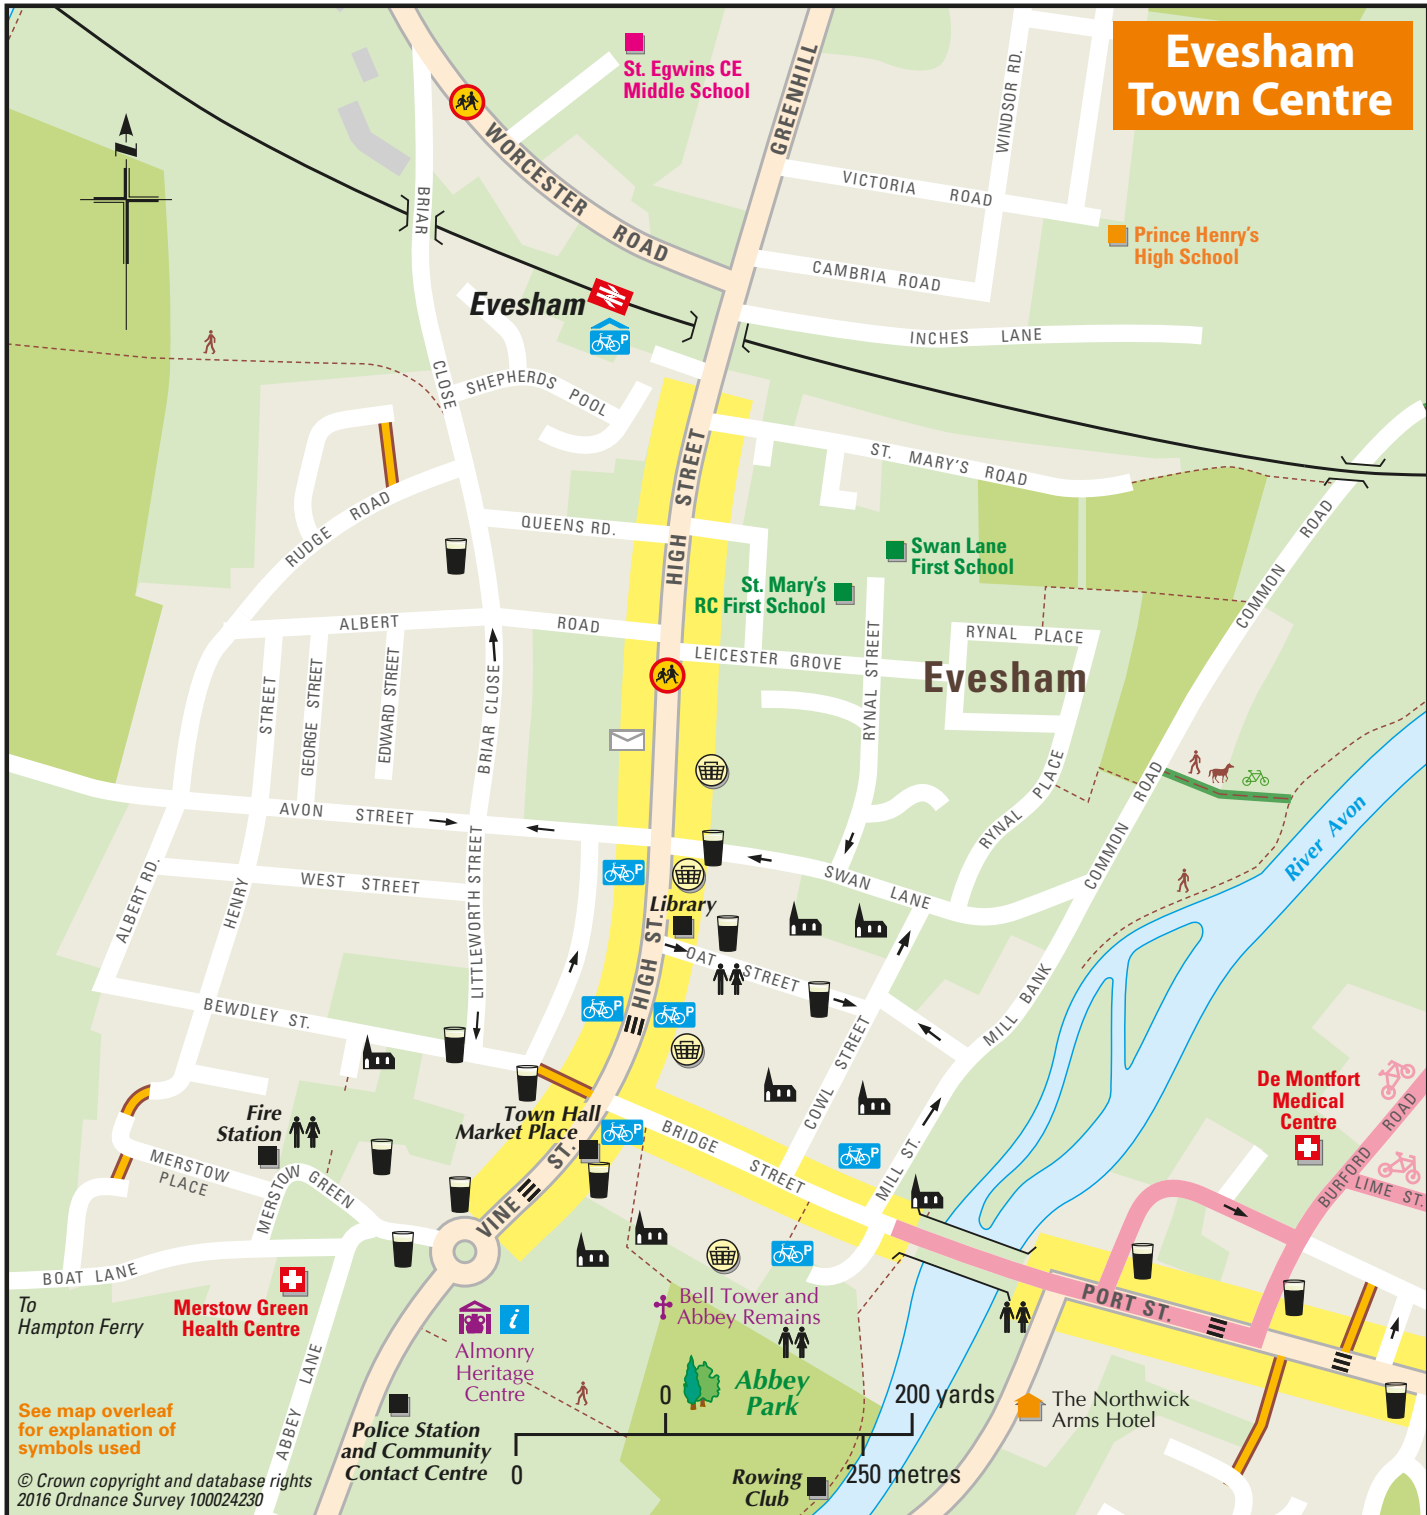 Evesham
Town Centre
St. Egwins CE
Middle School
GREENHILL
WINDSOR RD.
WORCESTER ROAD
VICTORIA ROAD
BRIAR CLOSE
N
Prince Henry's
High School
CAMBRIA ROAD
Evesham
P
INCHES LANE
SHEPHERDS POOL
HIGH STREET
ST. MARY'S ROAD
RUDGE ROAD
QUEENS RD.
Swan Lane
First School
St. Mary's
RC First School
COMMON ROAD
ALBERT ROAD
RYNAL PLACE
LEICESTER GROVE
RYNAL STREET
Evesham
STREET
GEORGE STREET
EDWARD STREET
BRIAR CLOSE
RYNAL PLACE
COMMON ROAD
River Avon
AVON STREET
LITTLEWORTH STREET
ALBERT RD.
HENRY
WEST STREET
P
SWAN LANE
Library
HIGH ST.
OAT STREET
MILL BANK
BEWDLEY ST.
P
P
COWL STREET
De Montfort
Medical
Centre
BURFORD ROAD
LIME ST.
Fire
Station
Town Hall
Market Place
P
BRIDGE STREET
P
MILL ST.
MERSTOW
PLACE
MERSTOW GREEN
VINE ST.
P
BOAT LANE
To
Hampton Ferry
Merstow Green
Health Centre
i
Almonry
Heritage
Centre
Bell Tower and
Abbey Remains
PORT ST.
ABBEY LANE
Abbey
Park
The Northwick
Arms Hotel
0
200 yards
0
250 metres
See map overleaf
for explanation of
symbols used
Police Station
and Community
Contact Centre
Rowing
Club
© Crown copyright and database rights
2016 Ordnance Survey 100024230